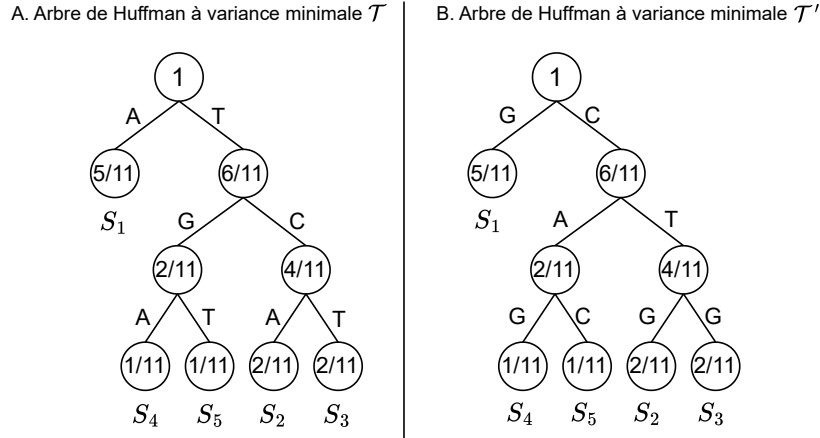 A. Arbre de Huffman à variance minimale 𝒯
1
A T
5/11 6/11
S₁
G C
2/11 4/11
A T A T
1/11 1/11 2/11 2/11
S₄ S₅ S₂ S₃
B. Arbre de Huffman à variance minimale 𝒯′
1
G C
5/11 6/11
S₁
A T
2/11 4/11
G C G G
1/11 1/11 2/11 2/11
S₄ S₅ S₂ S₃